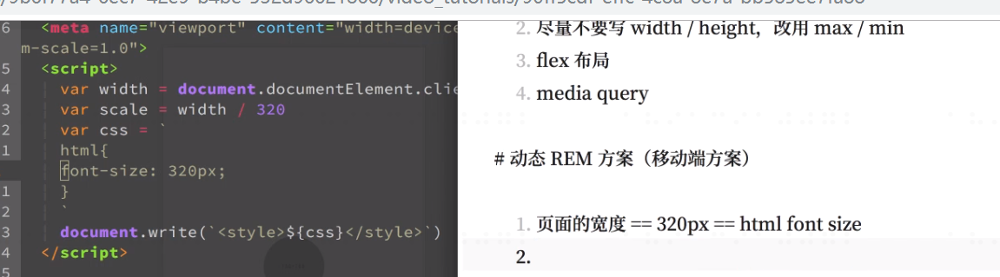 6 <meta name="viewport" content="width=device
m-scale=1.0">
5 <script>
4 var width = document.documentElement.clie
3 var scale = width / 320
2 var css = `
1 html{
font-size: 320px;
1 }
2 `
3 document.write(`<style>${css}</style>`)
4 </script>
5
2. 尽量不要写 width / height，改用 max / min
3. flex 布局
4. media query
# 动态 REM 方案（移动端方案）
1. 页面的宽度 == 320px == html font size
2.